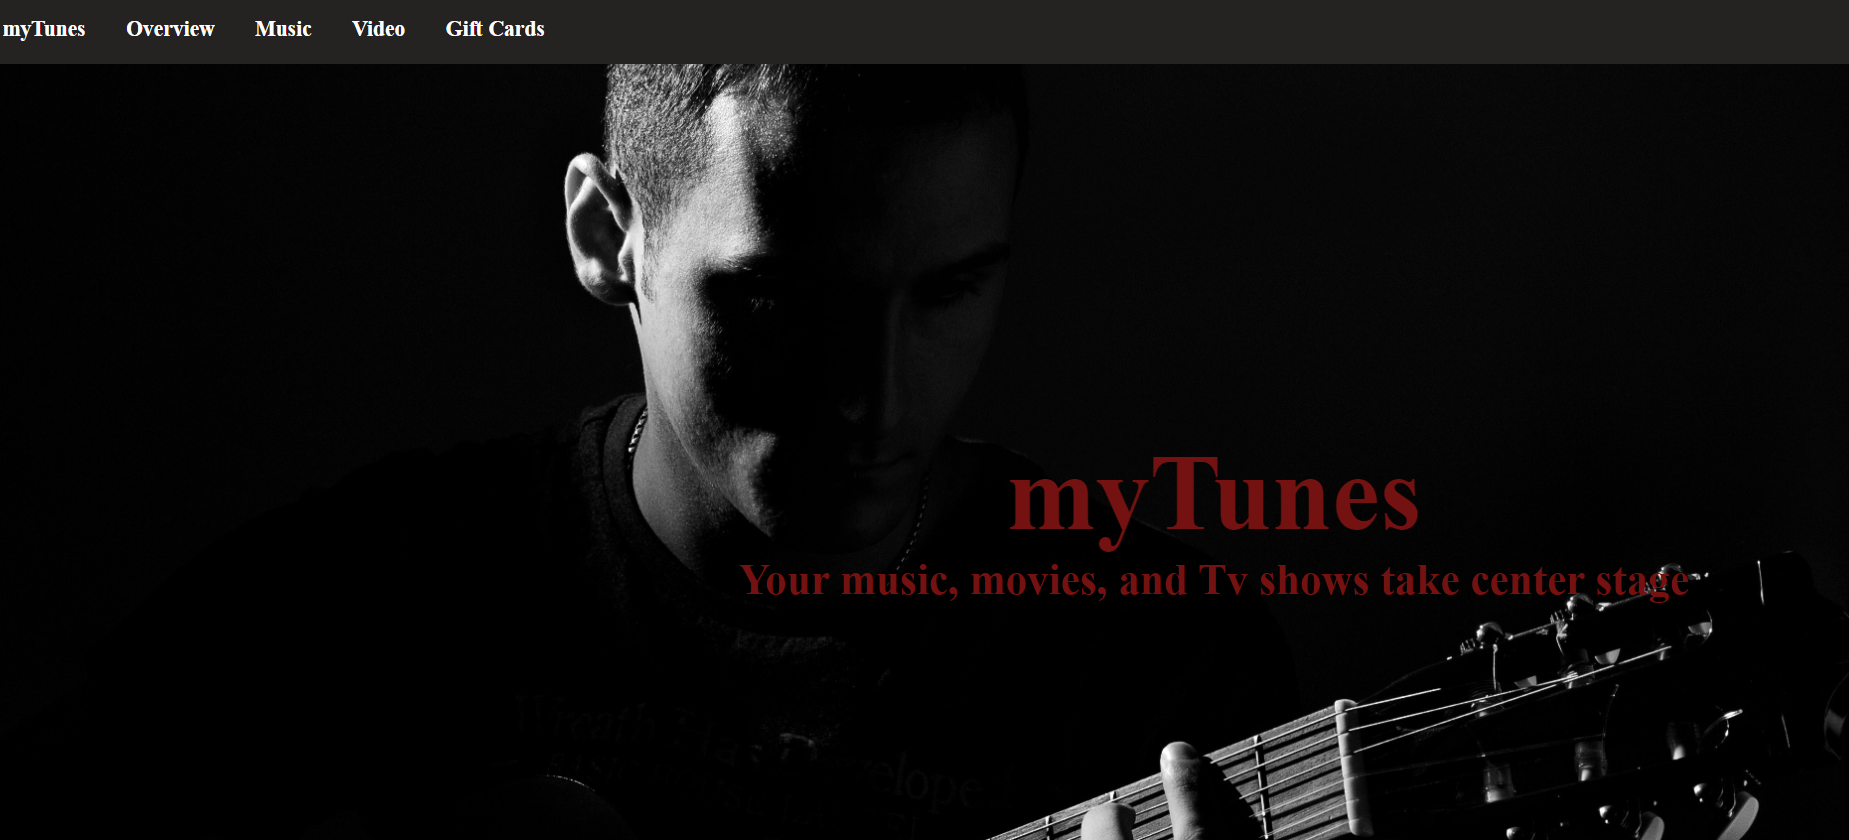 myTunes Overview Music Video Gift Cards
myTunes
Your music, movies, and Tv shows take center stage